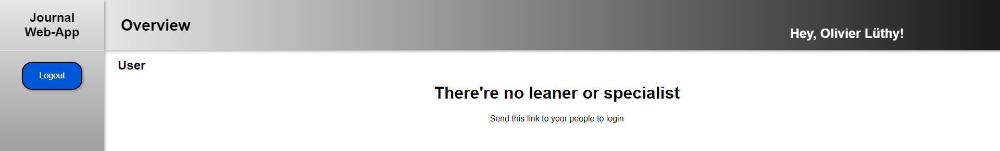 Journal
Web-App
Overview
Hey, Olivier Lüthy!
Logout
User
There're no leaner or specialist
Send this link to your people to login